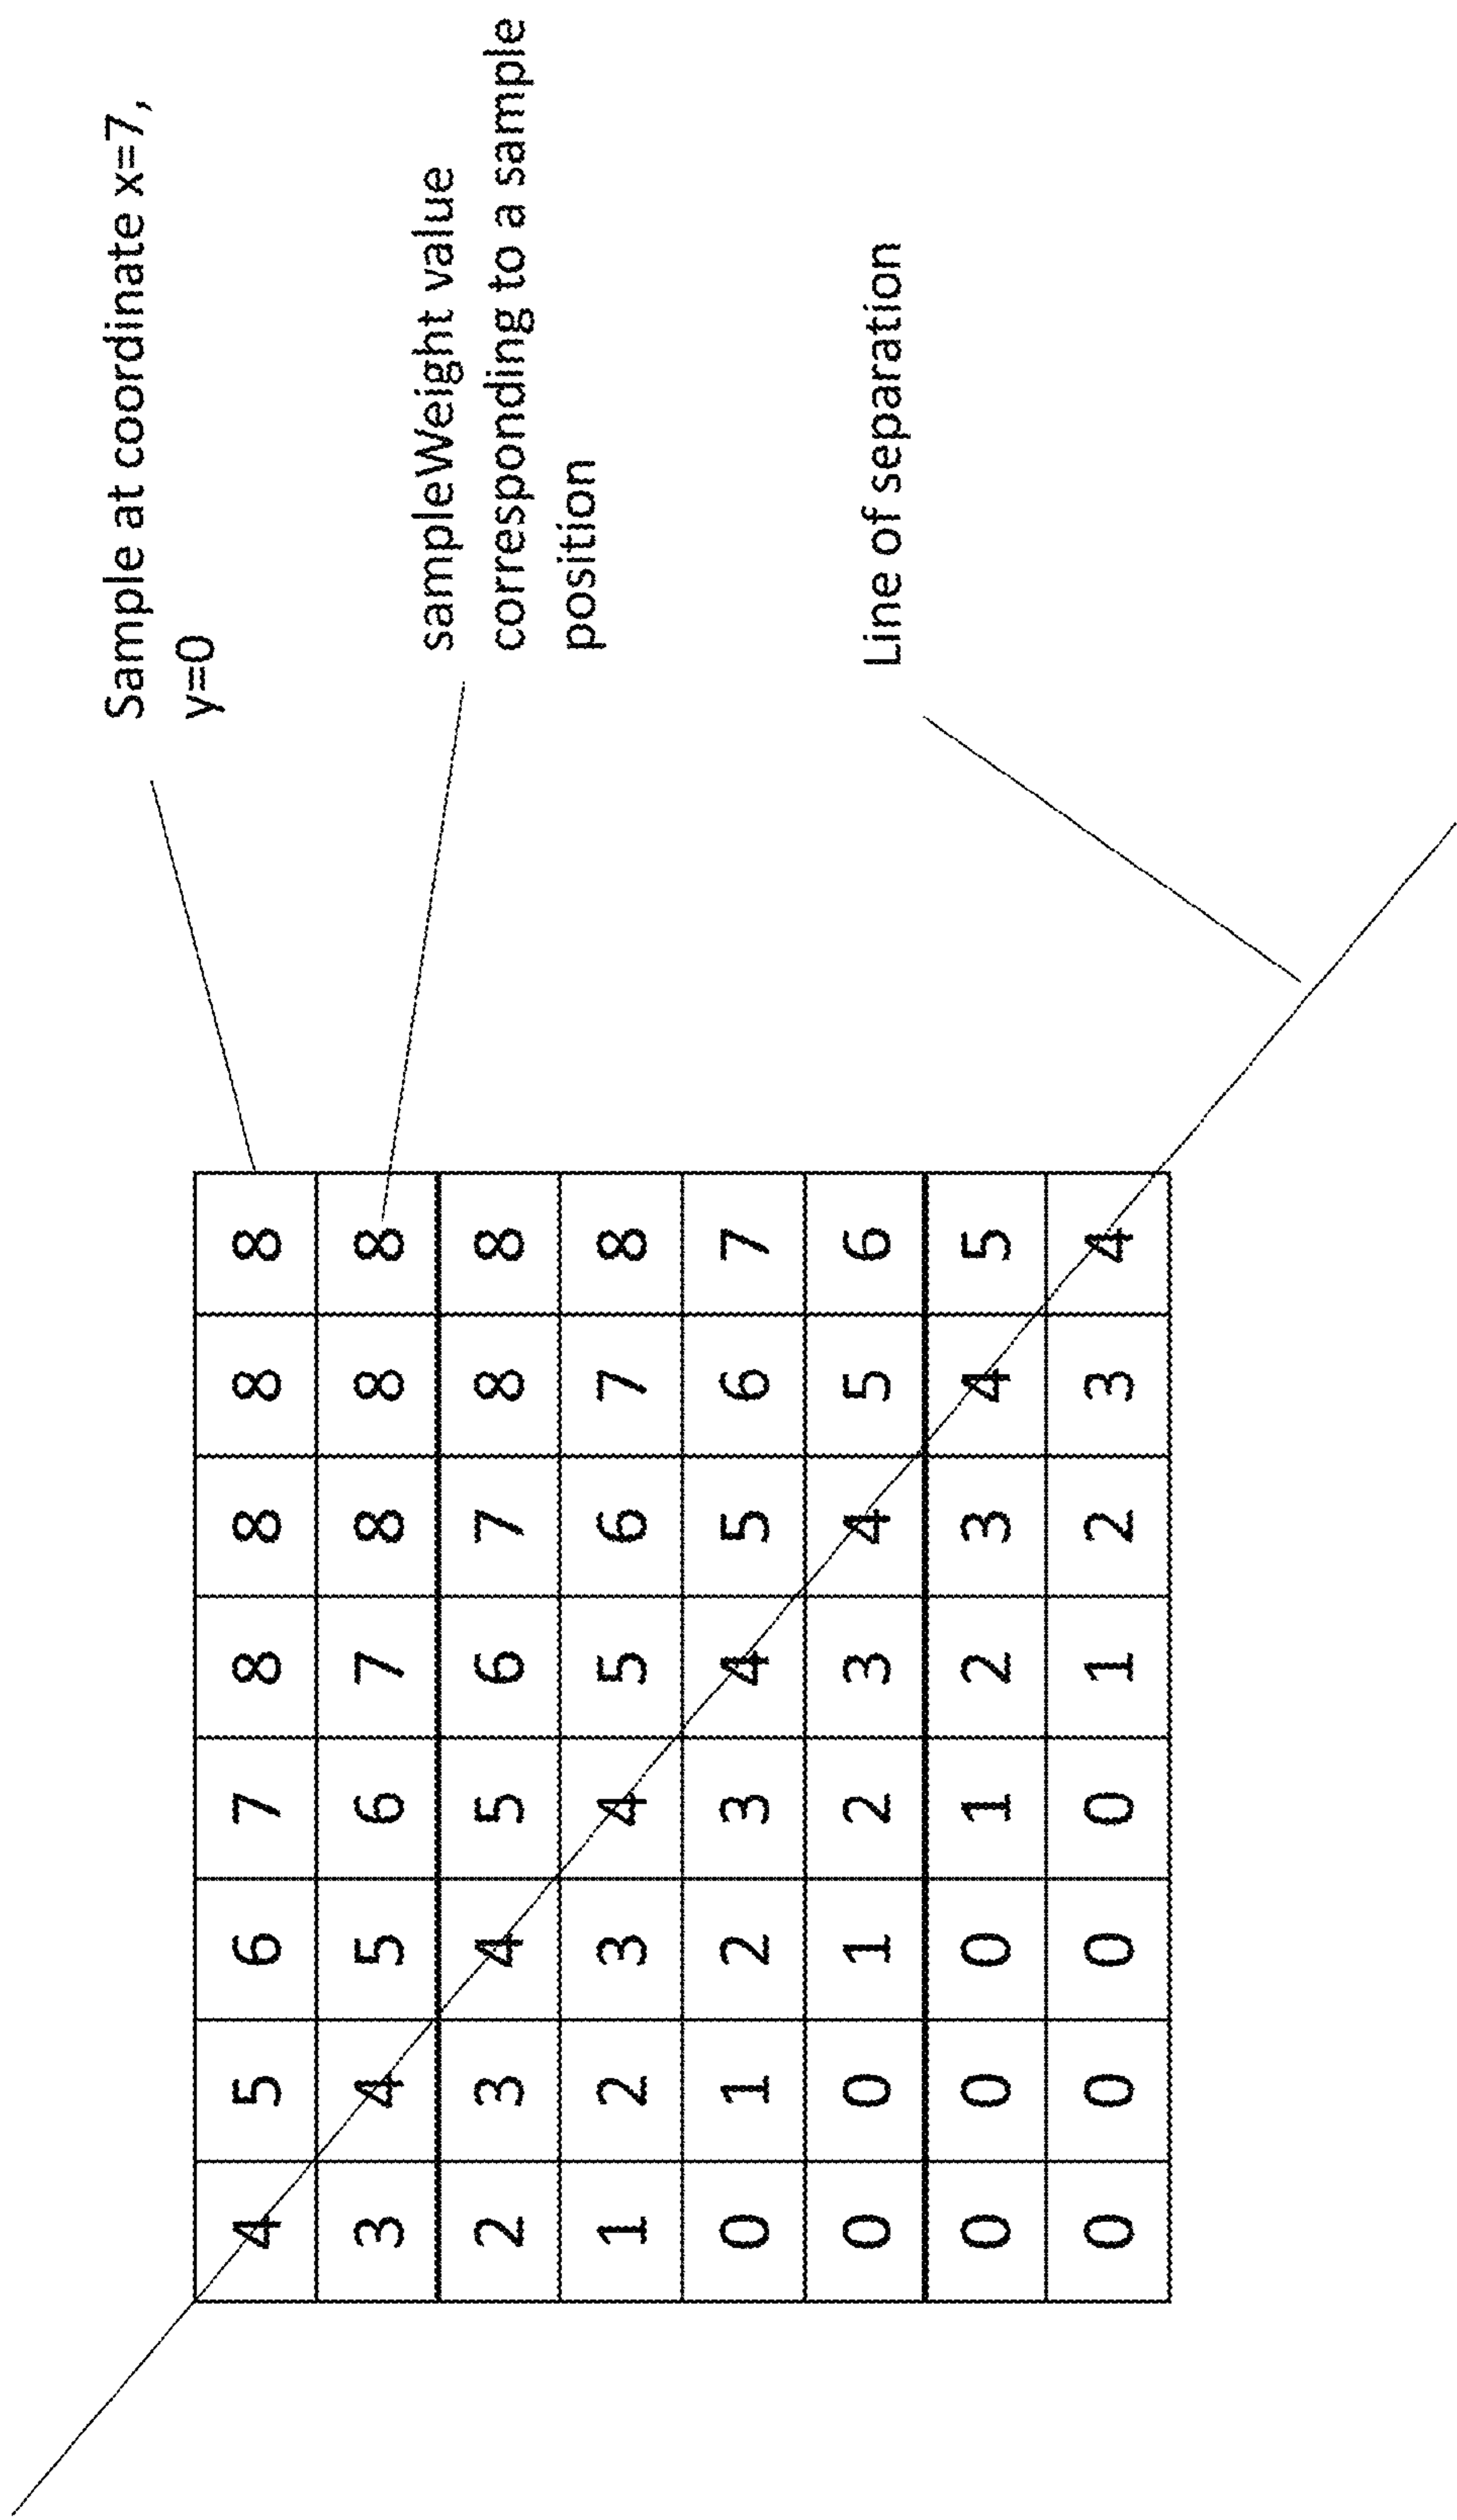 4 5 6 7 8 8 8 8
3 4 5 6 7 8 8 8
2 3 4 5 6 7 8 8
1 2 3 4 5 6 7 8
0 1 2 3 4 5 6 7
0 0 1 2 3 4 5 6
0 0 0 1 2 3 4 5
0 0 0 0 1 2 3 4
Sample at coordinate x=7,
y=0
sampleWeight value
corresponding to a sample
position
Line of separation